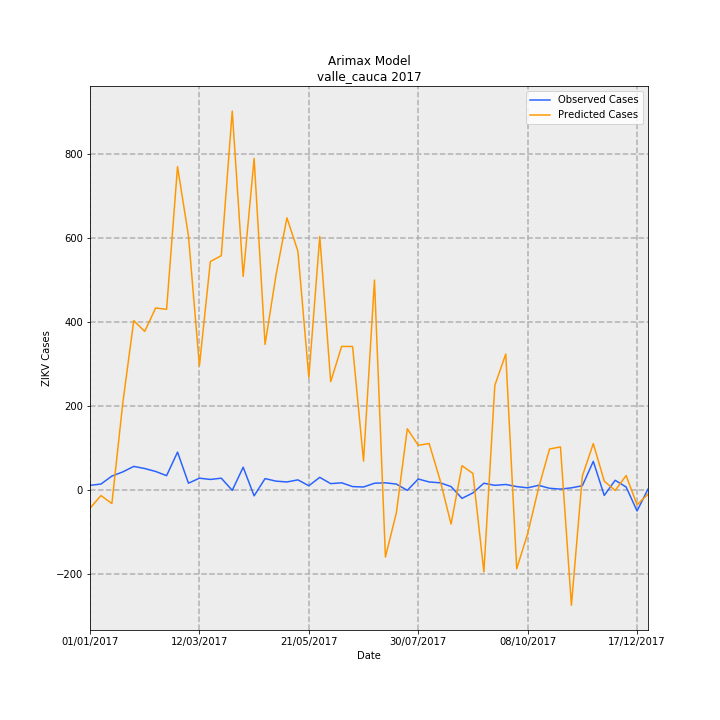 Arimax Model
valle_cauca 2017
Observed Cases
Predicted Cases
ZIKV Cases
800
600
400
200
0
−200
01/01/2017
12/03/2017
21/05/2017
30/07/2017
08/10/2017
17/12/2017
Date